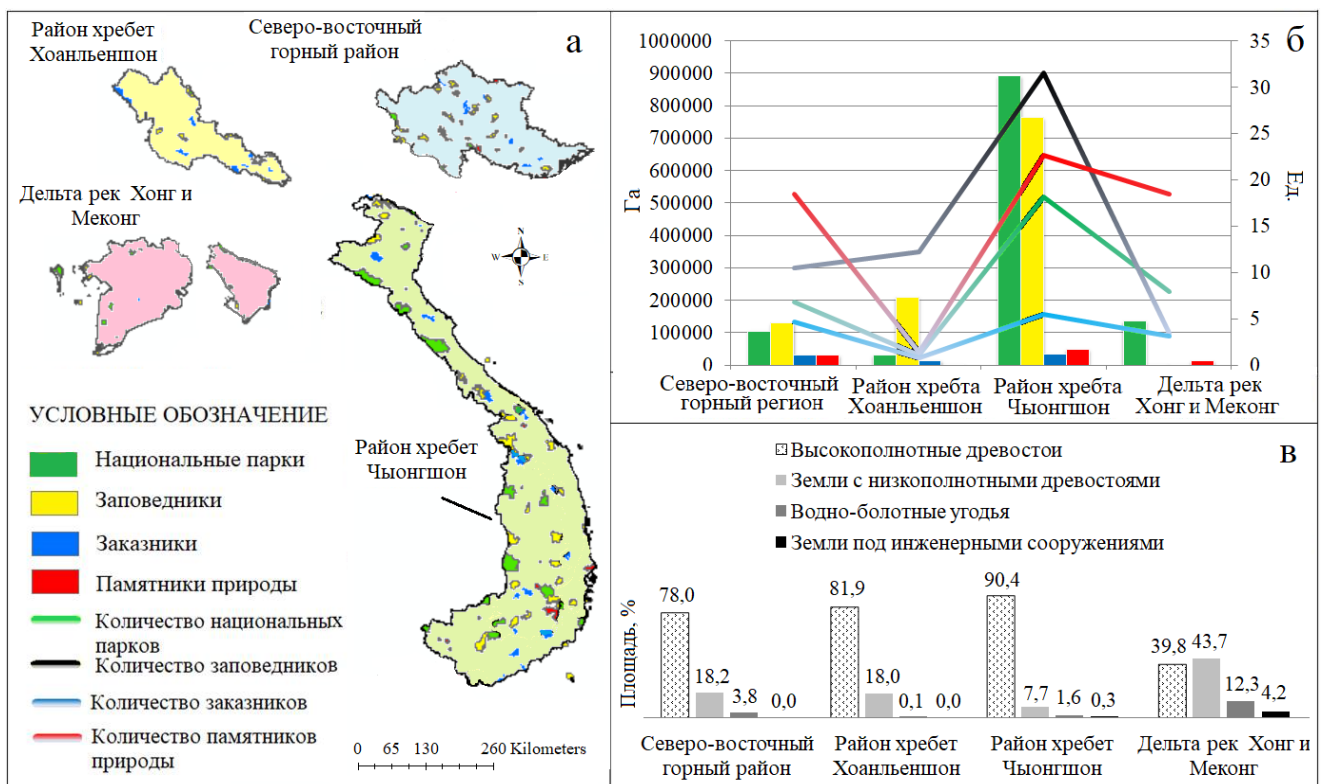 Район хребет
Хоанльеншон
Северо-восточный
горный район
а
Дельта рек Хонг и
Меконг
N
W E
S
УСЛОВНЫЕ ОБОЗНАЧЕНИЕ
Национальные парки
Заповедники
Заказники
Памятники природы
Количество национальных
парков
Количество заповедников
Количество заказников
Количество памятников
природы
Район хребет
Чыонгшон
0 65 130 260 Kilometers
б
Га
1000000
900000
800000
700000
600000
500000
400000
300000
200000
100000
0
35
30
25
20
15
10
5
0
Ед.
Северо-восточный
горный регион
Район хребта
Хоанльеншон
Район хребта
Чыонгшон
Дельта рек
Хонг и Меконг
в
Высокополнотные древостои
Земли с низкополнотными древостоями
Водно-болотные угодья
Земли под инженерными сооружениями
Площадь, %
78,0 18,2 3,8 0,0
81,9 18,0 0,1 0,0
90,4 7,7 1,6 0,3
39,8 43,7 12,3 4,2
Северо-восточный
горный район
Район хребет
Хоанльеншон
Район хребет
Чыонгшон
Дельта рек Хонг и
Меконг